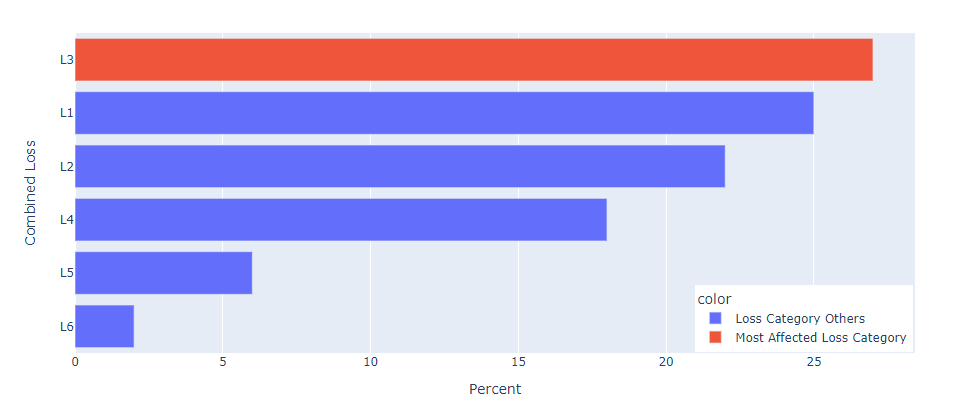 L3
L1
L2
L4
L5
L6
Combined Loss
0 5 10 15 20 25
Percent
color
Loss Category Others
Most Affected Loss Category